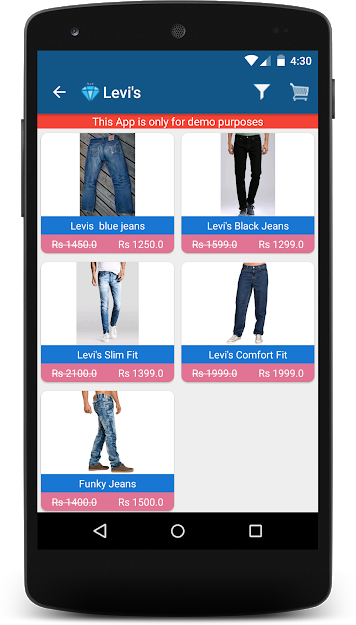 4:30
Levi's
This App is only for demo purposes
Levis blue jeans
Rs 1450.0 Rs 1250.0
Levi's Black Jeans
Rs 1599.0 Rs 1299.0
Levi's Slim Fit
Rs 2100.0 Rs 1399.0
Levi's Comfort Fit
Rs 1999.0 Rs 1999.0
Funky Jeans
Rs 1400.0 Rs 1500.0